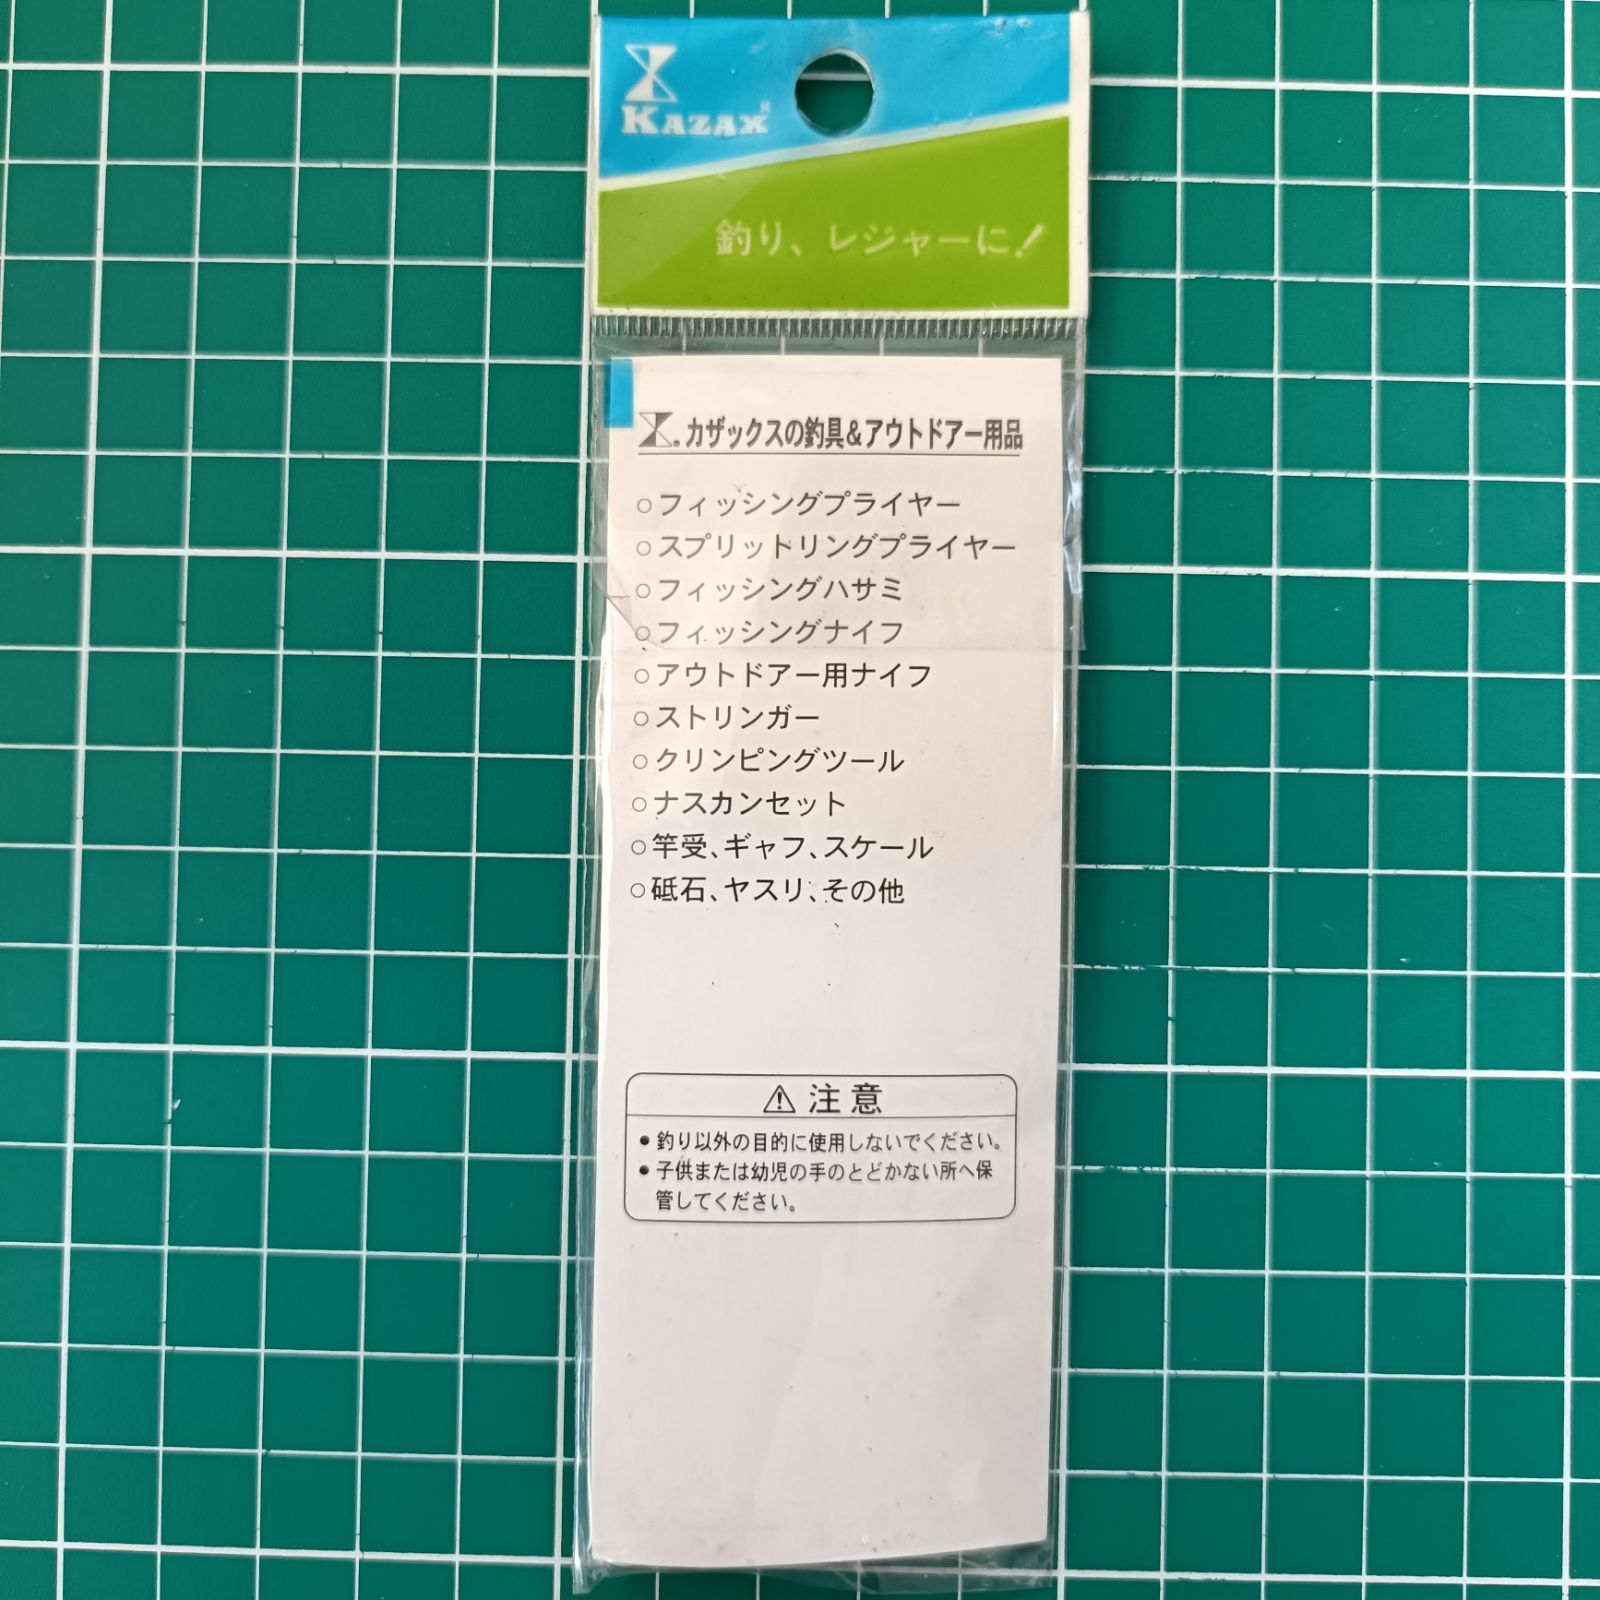 KAZAX R
釣り、レジャーに!
カザックスの釣具&アウトドアー用品
○フィッシングプライヤー
○スプリットリングプライヤー
○フィッシングハサミ
○フィッシングナイフ
○アウトドアー用ナイフ
○ストリンガー
○クリンピングツール
○ナスカンセット
○竿受、ギャフ、スケール
○砥石、ヤスリ、その他
⚠注意
●釣り以外の目的に使用しないでください。
●子供または幼児の手のとどかない所へ保
管してください。